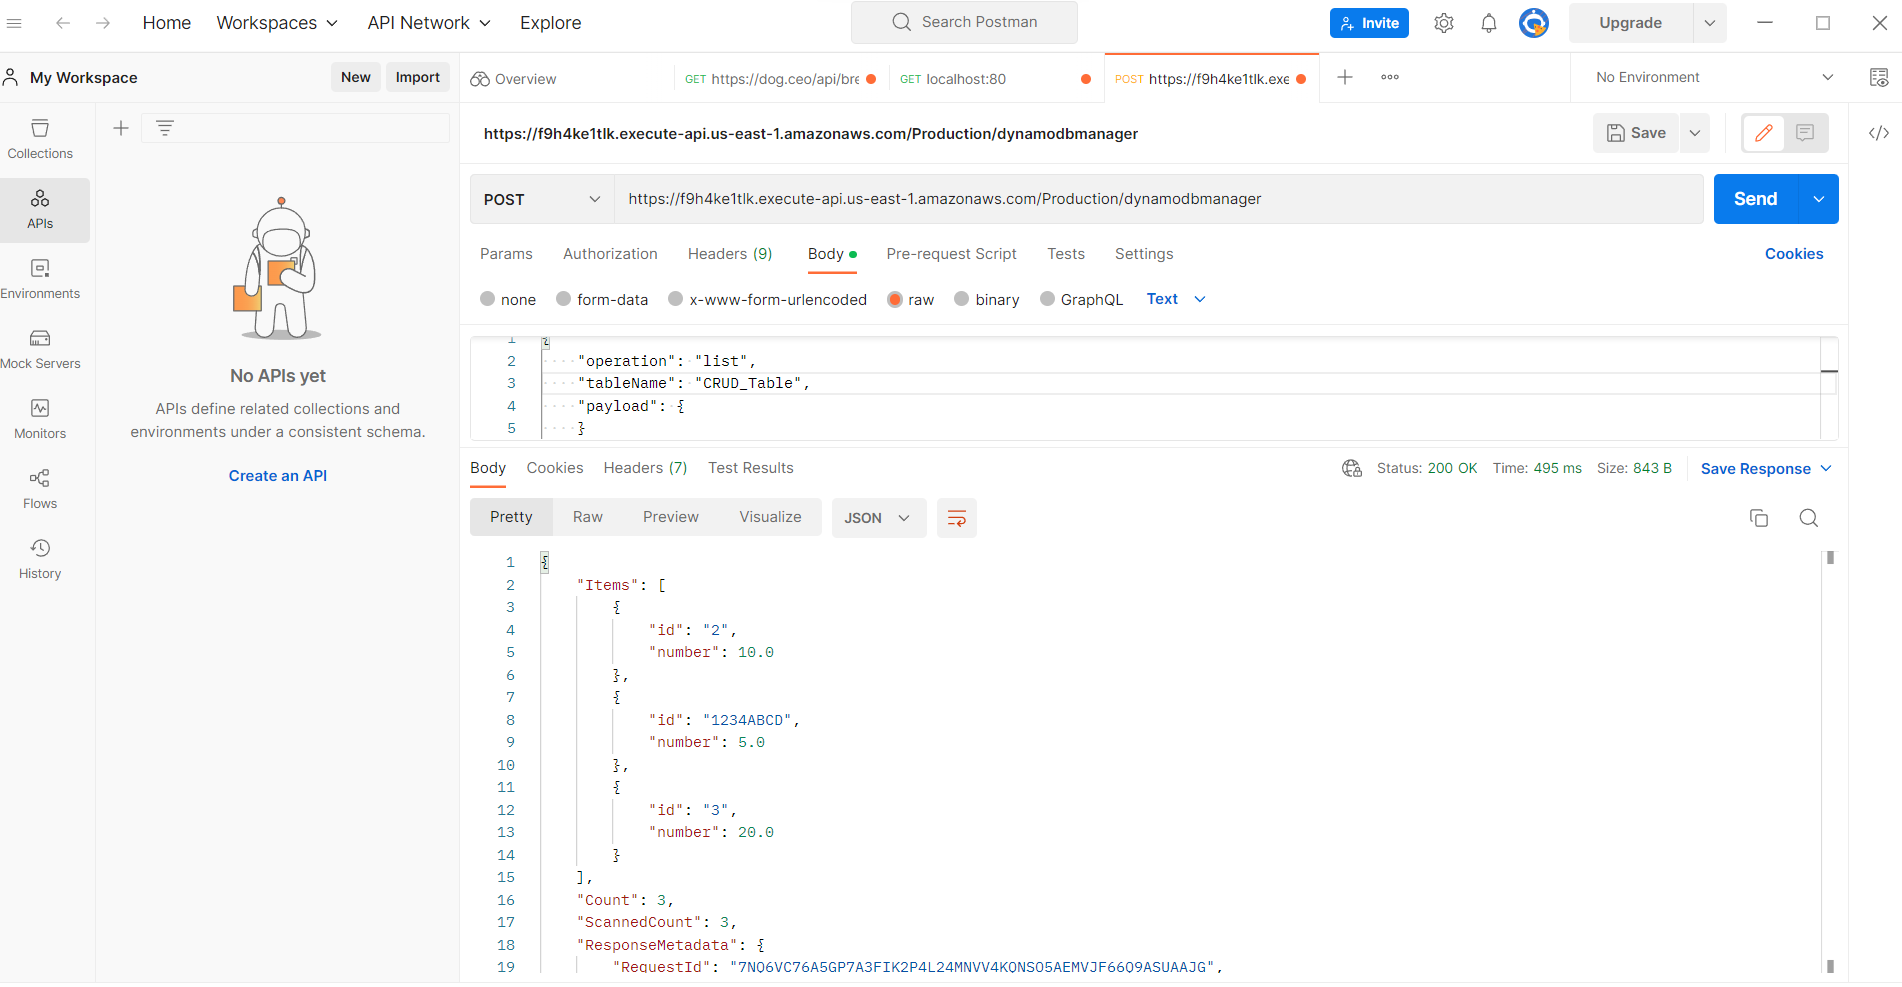 Home Workspaces API Network Explore Search Postman Invite Upgrade
My Workspace New Import Overview GET https://dog.ceo/api/bre GET localhost:80 POST https://f9h4ke1tlk.exe No Environment
https://f9h4ke1tlk.execute-api.us-east-1.amazonaws.com/Production/dynamodbmanager Save
POST https://f9h4ke1tlk.execute-api.us-east-1.amazonaws.com/Production/dynamodbmanager Send
Params Authorization Headers (9) Body Pre-request Script Tests Settings Cookies
none form-data x-www-form-urlencoded raw binary GraphQL Text
Collections
APIs
Environments
Mock Servers
Monitors
Flows
History
No APIs yet
APIs define related collections and
environments under a consistent schema.
Create an API
1 {
2 "operation": "list",
3 "tableName": "CRUD_Table",
4 "payload": {
5 }
Body Cookies Headers (7) Test Results Status: 200 OK Time: 495 ms Size: 843 B Save Response
Pretty Raw Preview Visualize JSON
1 {
2 "Items": [
3 {
4 "id": "2",
5 "number": 10.0
6 },
7 {
8 "id": "1234ABCD",
9 "number": 5.0
10 },
11 {
12 "id": "3",
13 "number": 20.0
14 }
15 ],
16 "Count": 3,
17 "ScannedCount": 3,
18 "ResponseMetadata": {
19 "RequestId":